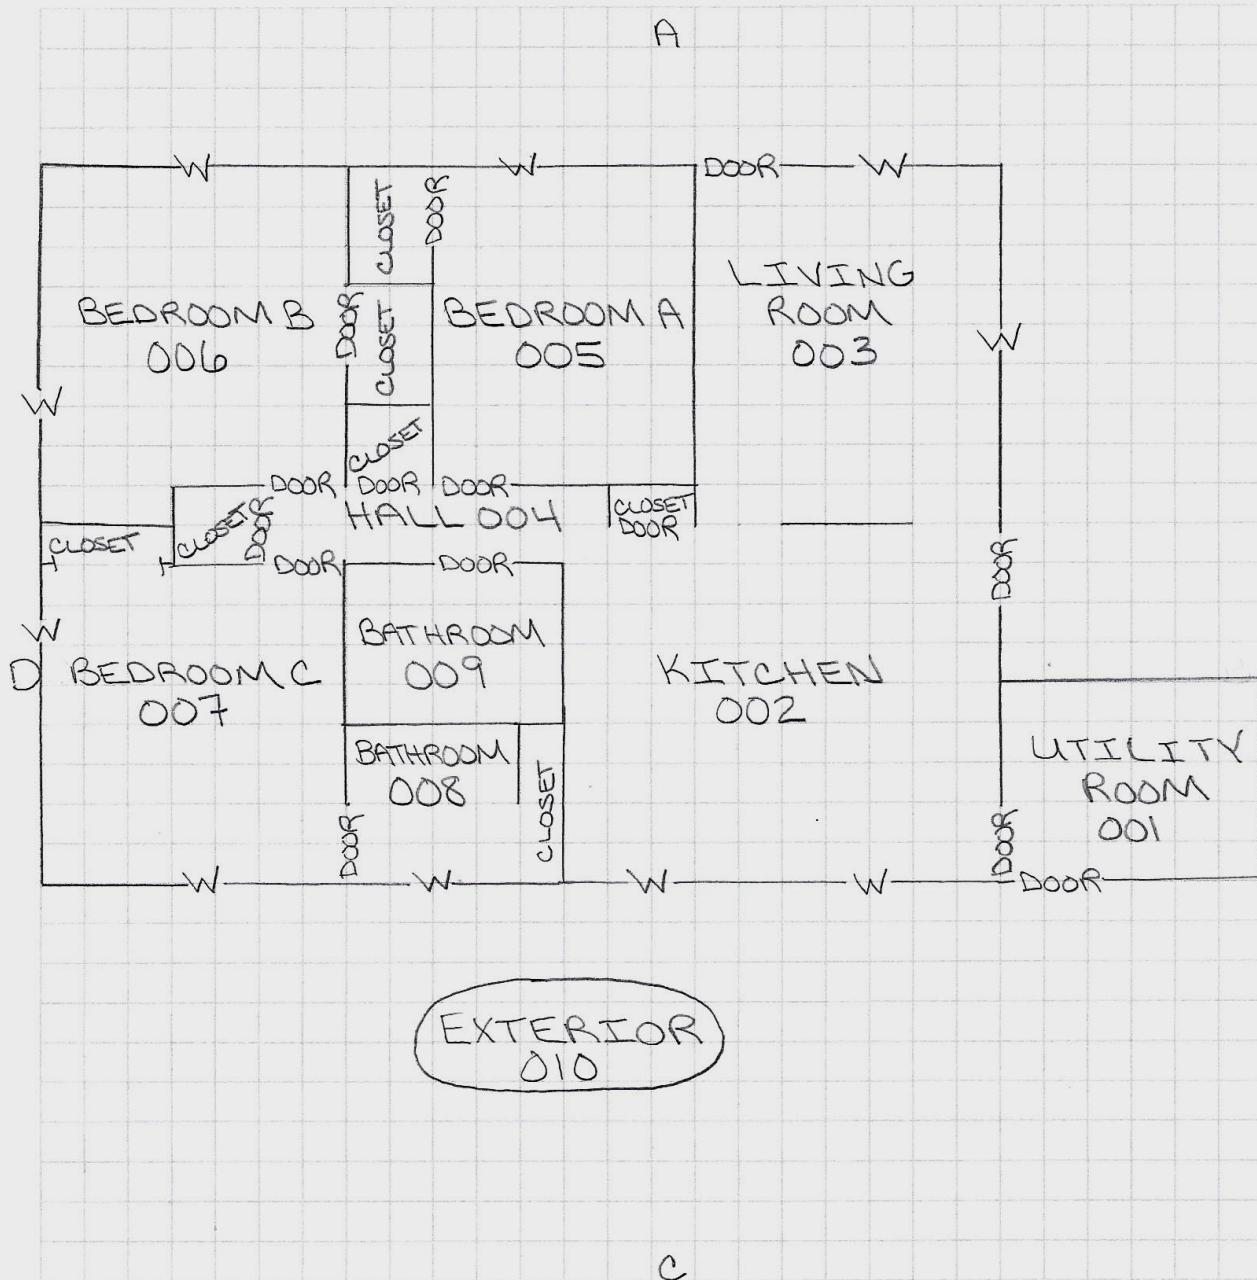 A
W
W
DOOR
W
CLOSET
DOOR
BEDROOM B
006
DOOR
CLOSET
BEDROOM A
005
LIVING
ROOM
003
W
W
CLOSET
DOOR
DOOR
DOOR
HALL 004
CLOSET
DOOR
CLOSET
CLOSET
DOOR
DOOR
DOOR
DOOR
W
D
BEDROOM C
007
BATHROOM
009
KITCHEN
002
BATHROOM
008
CLOSET
DOOR
UTILITY
ROOM
001
DOOR
DOOR
W
W
W
W
EXTERIOR
010
C